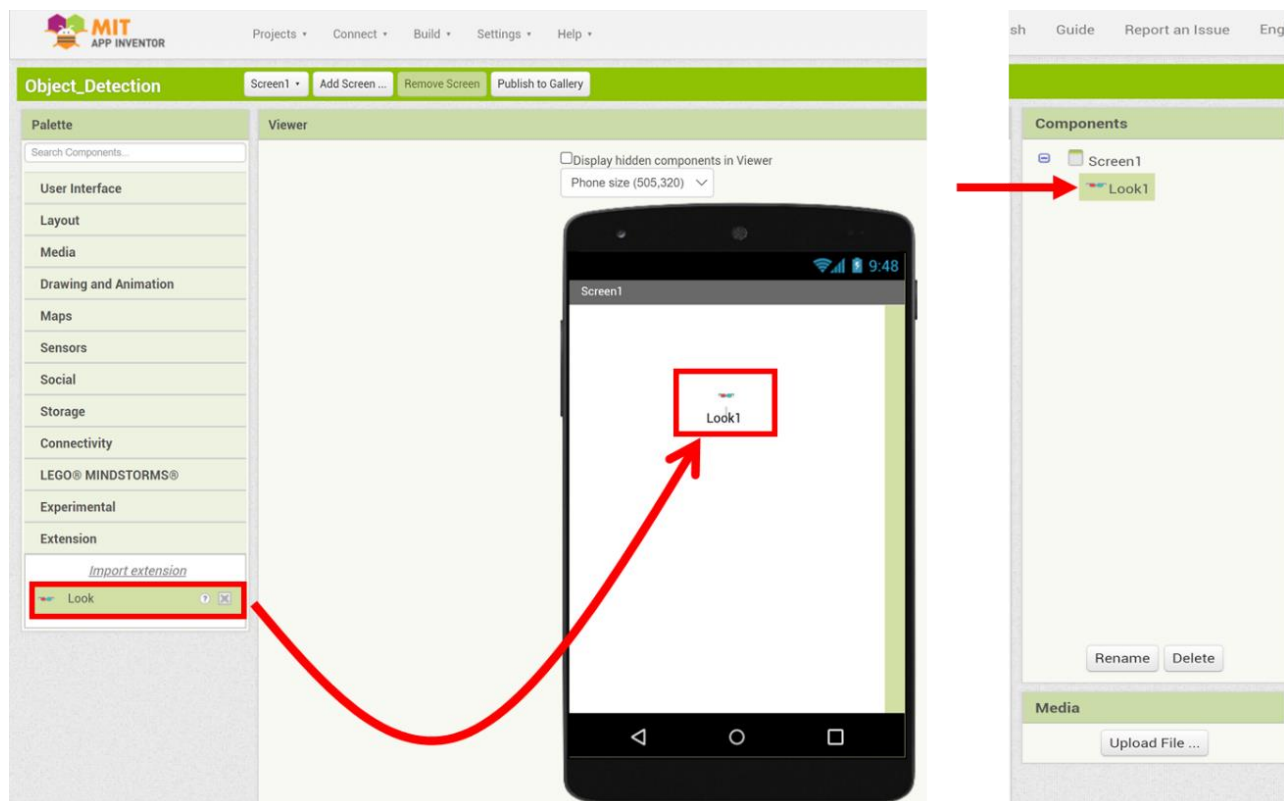 MIT
APP INVENTOR
Projects Connect Build Settings Help
sh Guide Report an Issue Eng
Object_Detection Screen1 Add Screen ... Remove Screen Publish to Gallery
Palette
Search Components...
User Interface
Layout
Media
Drawing and Animation
Maps
Sensors
Social
Storage
Connectivity
LEGO® MINDSTORMS®
Experimental
Extension
Import extension
Look ?
Viewer
Display hidden components in Viewer
Phone size (505,320)
9:48
Screen1
Look1
Components
Screen1
Look1
Rename Delete
Media
Upload File ...